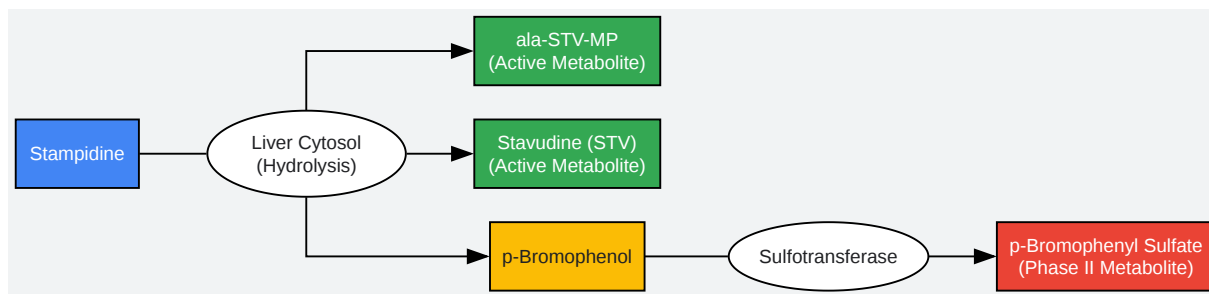 Stampidine
Liver Cytosol
(Hydrolysis)
ala-STV-MP
(Active Metabolite)
Stavudine (STV)
(Active Metabolite)
p-Bromophenol
Sulfotransferase
p-Bromophenyl Sulfate
(Phase II Metabolite)